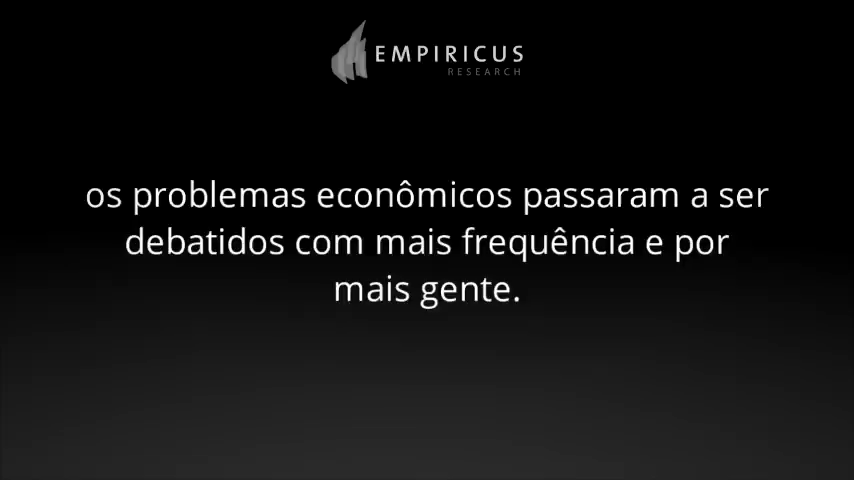 EMPIRICUS
RESEARCH
os problemas econômicos passaram a ser
debatidos com mais frequência e por
mais gente.